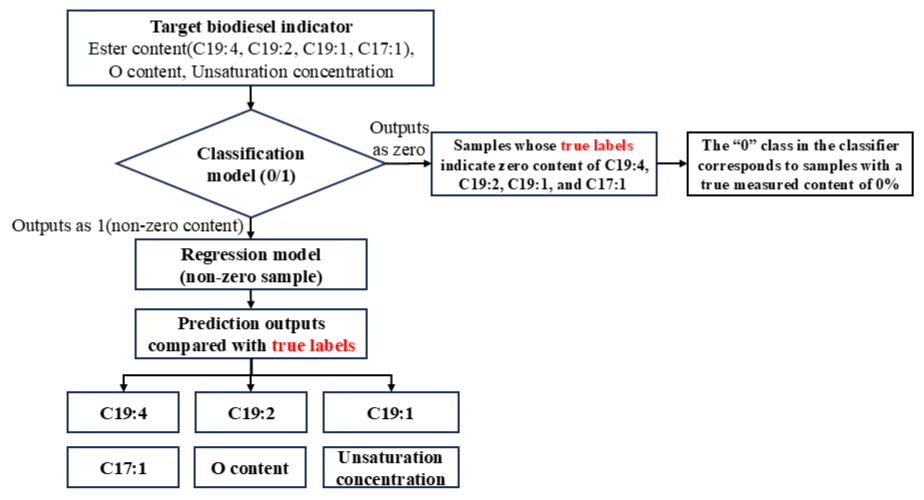 Target biodiesel indicator
Ester content(C19:4, C19:2, C19:1, C17:1),
O content, Unsaturation concentration
Classification
model (0/1)
Outputs
as zero
Samples whose true labels
indicate zero content of C19:4,
C19:2, C19:1, and C17:1
The “0” class in the classifier
corresponds to samples with a
true measured content of 0%
Outputs as 1(non-zero content)
Regression model
(non-zero sample)
Prediction outputs
compared with true labels
C19:4
C19:2
C19:1
C17:1
O content
Unsaturation
concentration